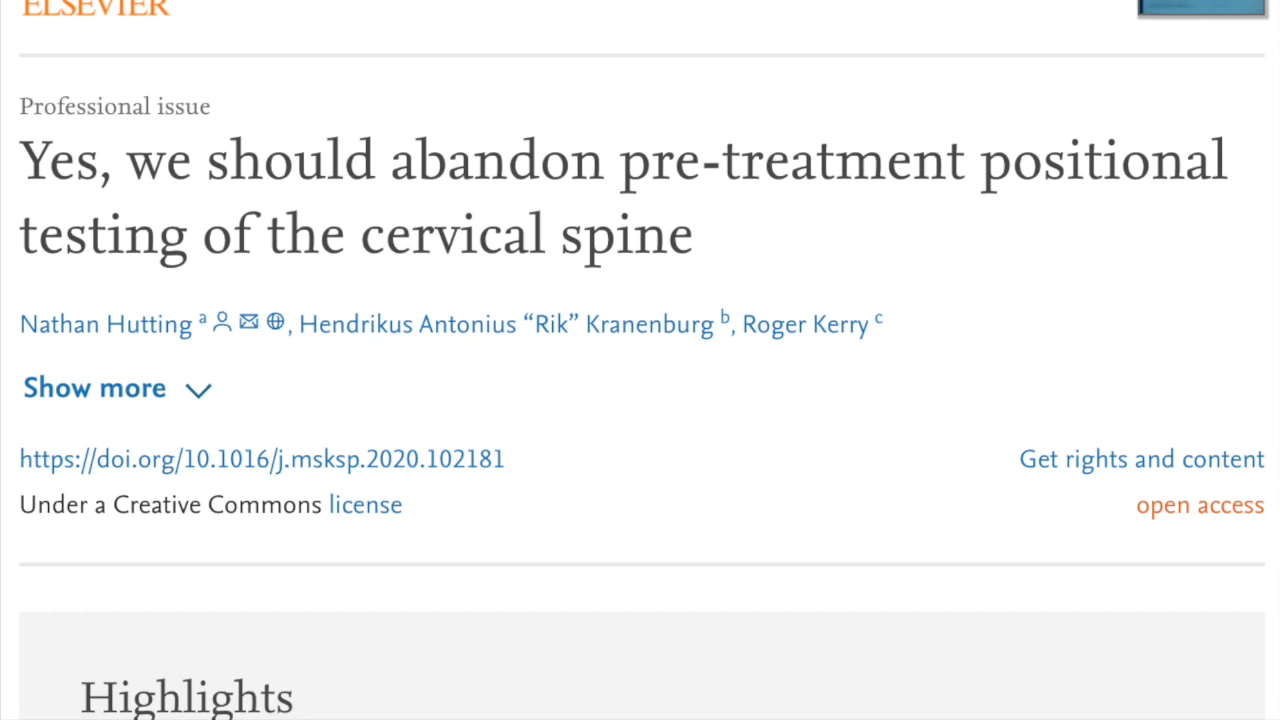 ELSEVIER
Professional issue
Yes, we should abandon pre-treatment positional
testing of the cervical spine
Nathan Hutting a, Hendrikus Antonius “Rik” Kranenburg b, Roger Kerry c
Show more
https://doi.org/10.1016/j.msksp.2020.102181
Get rights and content
Under a Creative Commons license
open access
Highlights